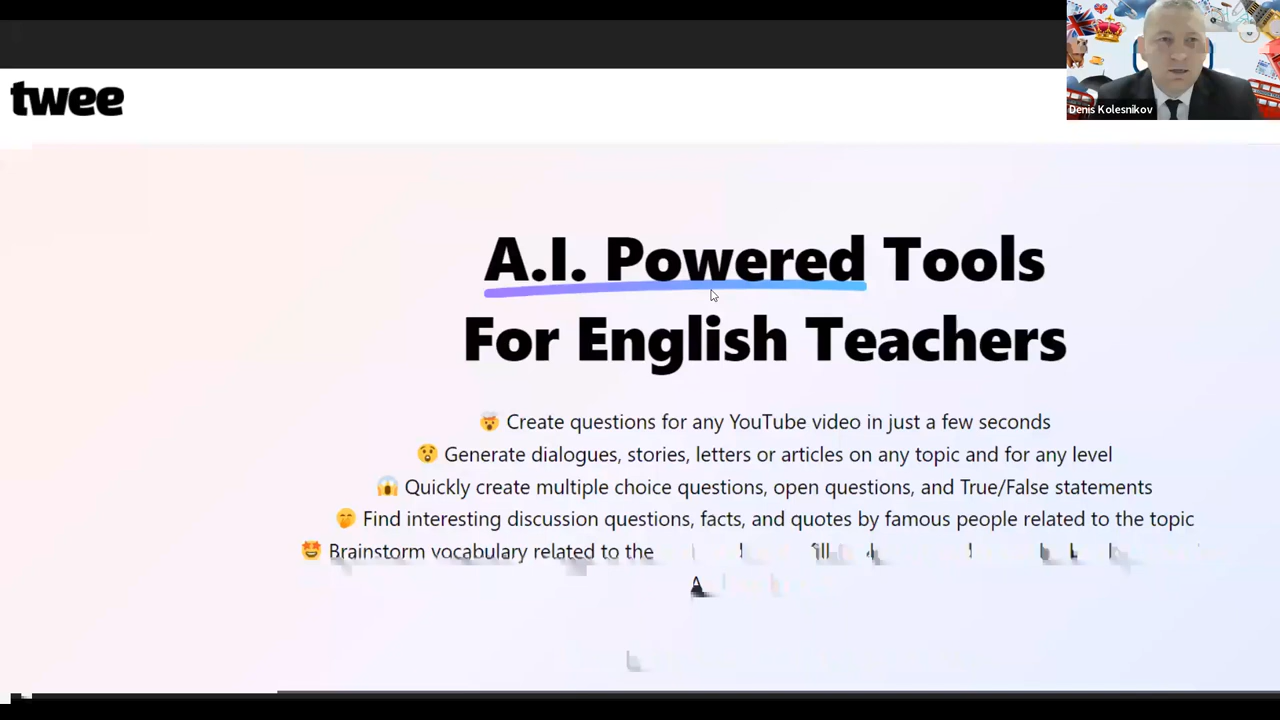 twee
Denis Kolesnikov
A.I. Powered Tools
For English Teachers
🤯 Create questions for any YouTube video in just a few seconds
😲 Generate dialogues, stories, letters or articles on any topic and for any level
😱 Quickly create multiple choice questions, open questions, and True/False statements
🤭 Find interesting discussion questions, facts, and quotes by famous people related to the topic
🤩 Brainstorm vocabulary related to the